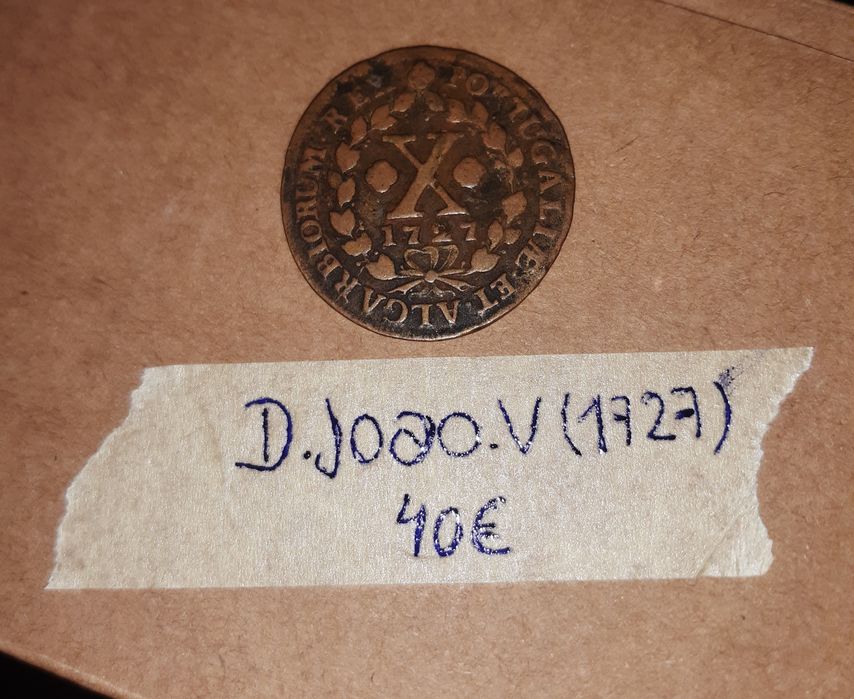 PORTUGALIÆ·ET·ALGARBIORUM·REX
X
1727
D.Joao.V (1727)
40€